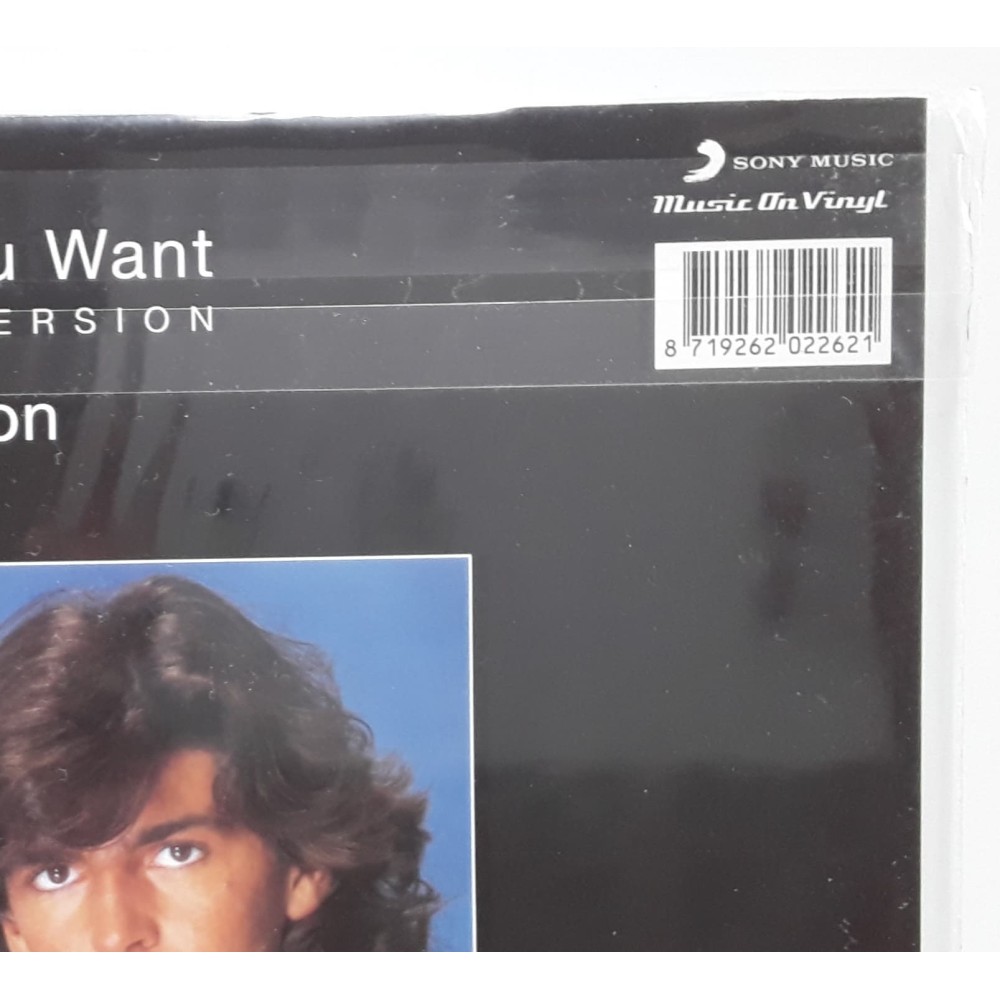 SONY MUSIC
Music On Vinyl
u Want
ERSION
8 719262 022621
on